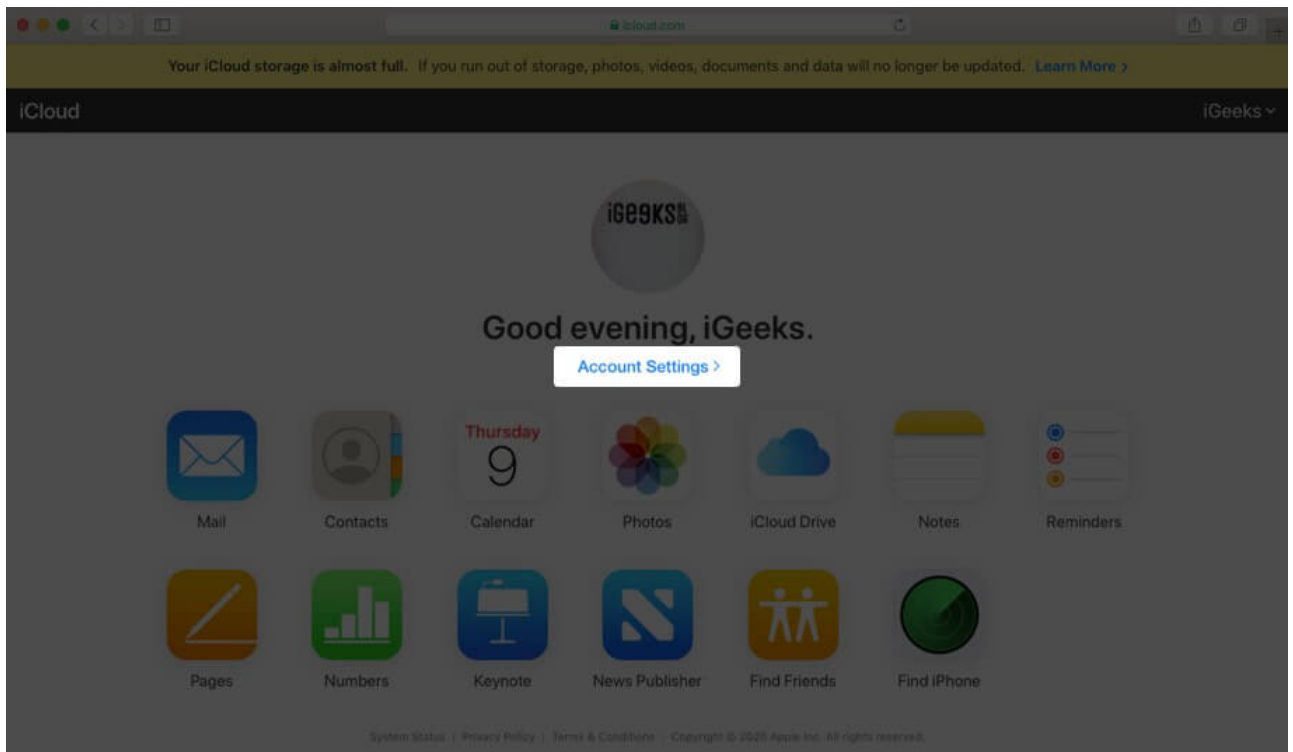 icloud.com
Your iCloud storage is almost full. If you run out of storage, photos, videos, documents and data will no longer be updated. Learn More >
iCloud
iGeeks
iGeeksBLOG
Good evening, iGeeks.
Account Settings >
Thursday
9
Mail Contacts Calendar Photos iCloud Drive Notes Reminders
Pages Numbers Keynote News Publisher Find Friends Find iPhone
System Status | Privacy Policy | Terms & Conditions | Copyright © 2020 Apple Inc. All rights reserved.